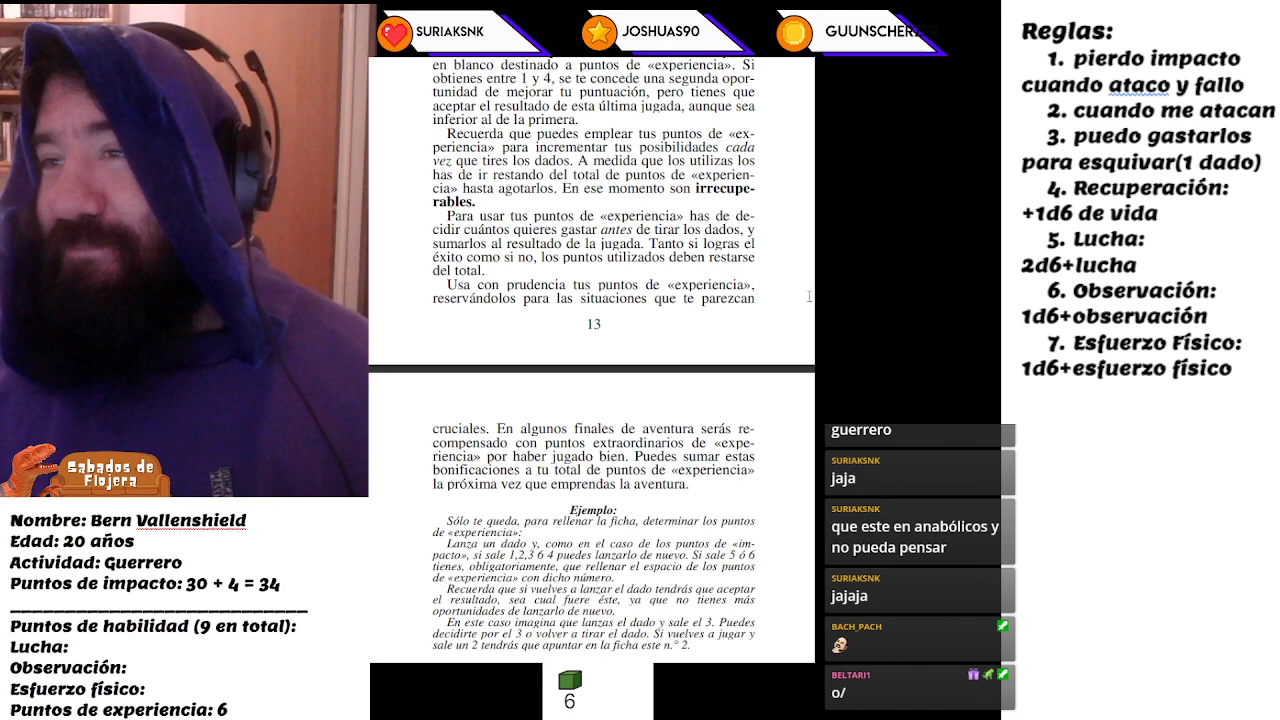 SURIAKSNK
JOSHUAS90
en blanco destinado a puntos de «experiencia». Si
obtienes entre 1 y 4, se te concede una segunda opor-
tunidad de mejorar tu puntuación, pero tienes que
aceptar el resultado de esta última jugada, aunque sea
inferior al de la primera.
Recuerda que puedes emplear tus puntos de «ex-
periencia» para incrementar tus posibilidades cada
vez que tires los dados. A medida que los utilizas los
has de ir restando del total de puntos de «experien-
cia» hasta agotarlos. En ese momento son irrecupe-
rables.
Para usar tus puntos de «experiencia» has de de-
cidir cuántos quieres gastar antes de tirar los dados, y
sumarlos al resultado de la jugada. Tanto si logras el
éxito como si no, los puntos utilizados deben restarse
del total.
Usa con prudencia tus puntos de «experiencia»,
reservándolos para las situaciones que te parezcan
13
cruciales. En algunos finales de aventura serás re-
compensado con puntos extraordinarios de «expe-
riencia» por haber jugado bien. Puedes sumar estas
bonificaciones a tu total de puntos de «experiencia»
la próxima vez que emprendas la aventura.
Ejemplo:
Sólo te queda, para rellenar la ficha, determinar los puntos
de «experiencia»:
Lanza un dado y, como en el caso de los puntos de «im-
pacto», si sale 1,2,3 ó 4 puedes lanzarlo de nuevo. Si sale 5 ó 6
tienes, obligatoriamente, que rellenar el espacio de los puntos
de «experiencia» con dicho número.
Recuerda que si vuelves a lanzar el dado tendrás que aceptar
el resultado, sea cual fuere éste, ya que no tienes más
oportunidades de lanzarlo de nuevo.
En este caso imagina que lanzas el dado y sale el 3. Puedes
decidirte por el 3 o volver a tirar el dado. Si vuelves a jugar y
sale un 2 tendrás que apuntar en la ficha este n.° 2.
6
Reglas:
1. pierdo impacto
cuando ataco y fallo
2. cuando me atacan
3. puedo gastarlos
para esquivar(1 dado)
4. Recuperación:
+1d6 de vida
5. Lucha:
2d6+lucha
6. Observación:
1d6+observación
7. Esfuerzo Físico:
1d6+esfuerzo físico
guerrero
SURIAKSNK
jaja
SURIAKSNK
que este en anabólicos y
no pueda pensar
SURIAKSNK
jajaja
BACH_PACH
BELTARI1
o/
Sabados de
Flojera
Nombre: Bern Vallenshield
Edad: 20 años
Actividad: Guerrero
Puntos de impacto: 30 + 4 = 34
Puntos de habilidad (9 en total):
Lucha:
Observación:
Esfuerzo físico:
Puntos de experiencia: 6